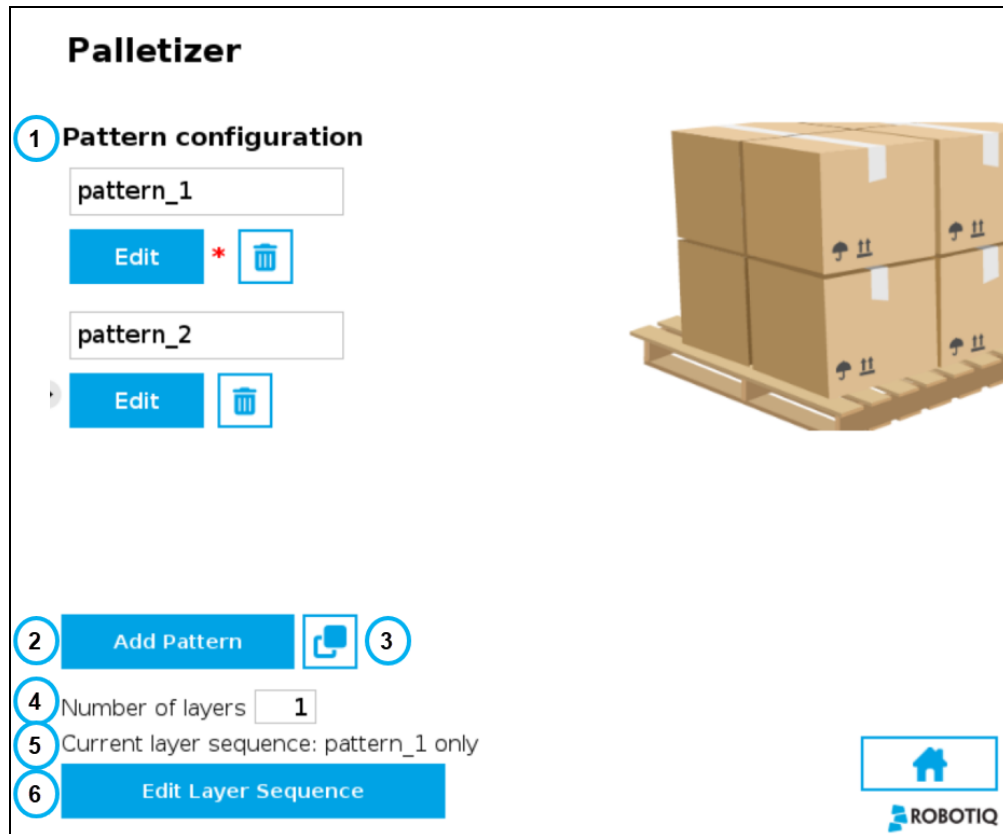 Palletizer
1 Pattern configuration
pattern_1
Edit *
pattern_2
Edit
2 Add Pattern 3
4 Number of layers 1
5 Current layer sequence: pattern_1 only
6 Edit Layer Sequence
ROBOTIQ